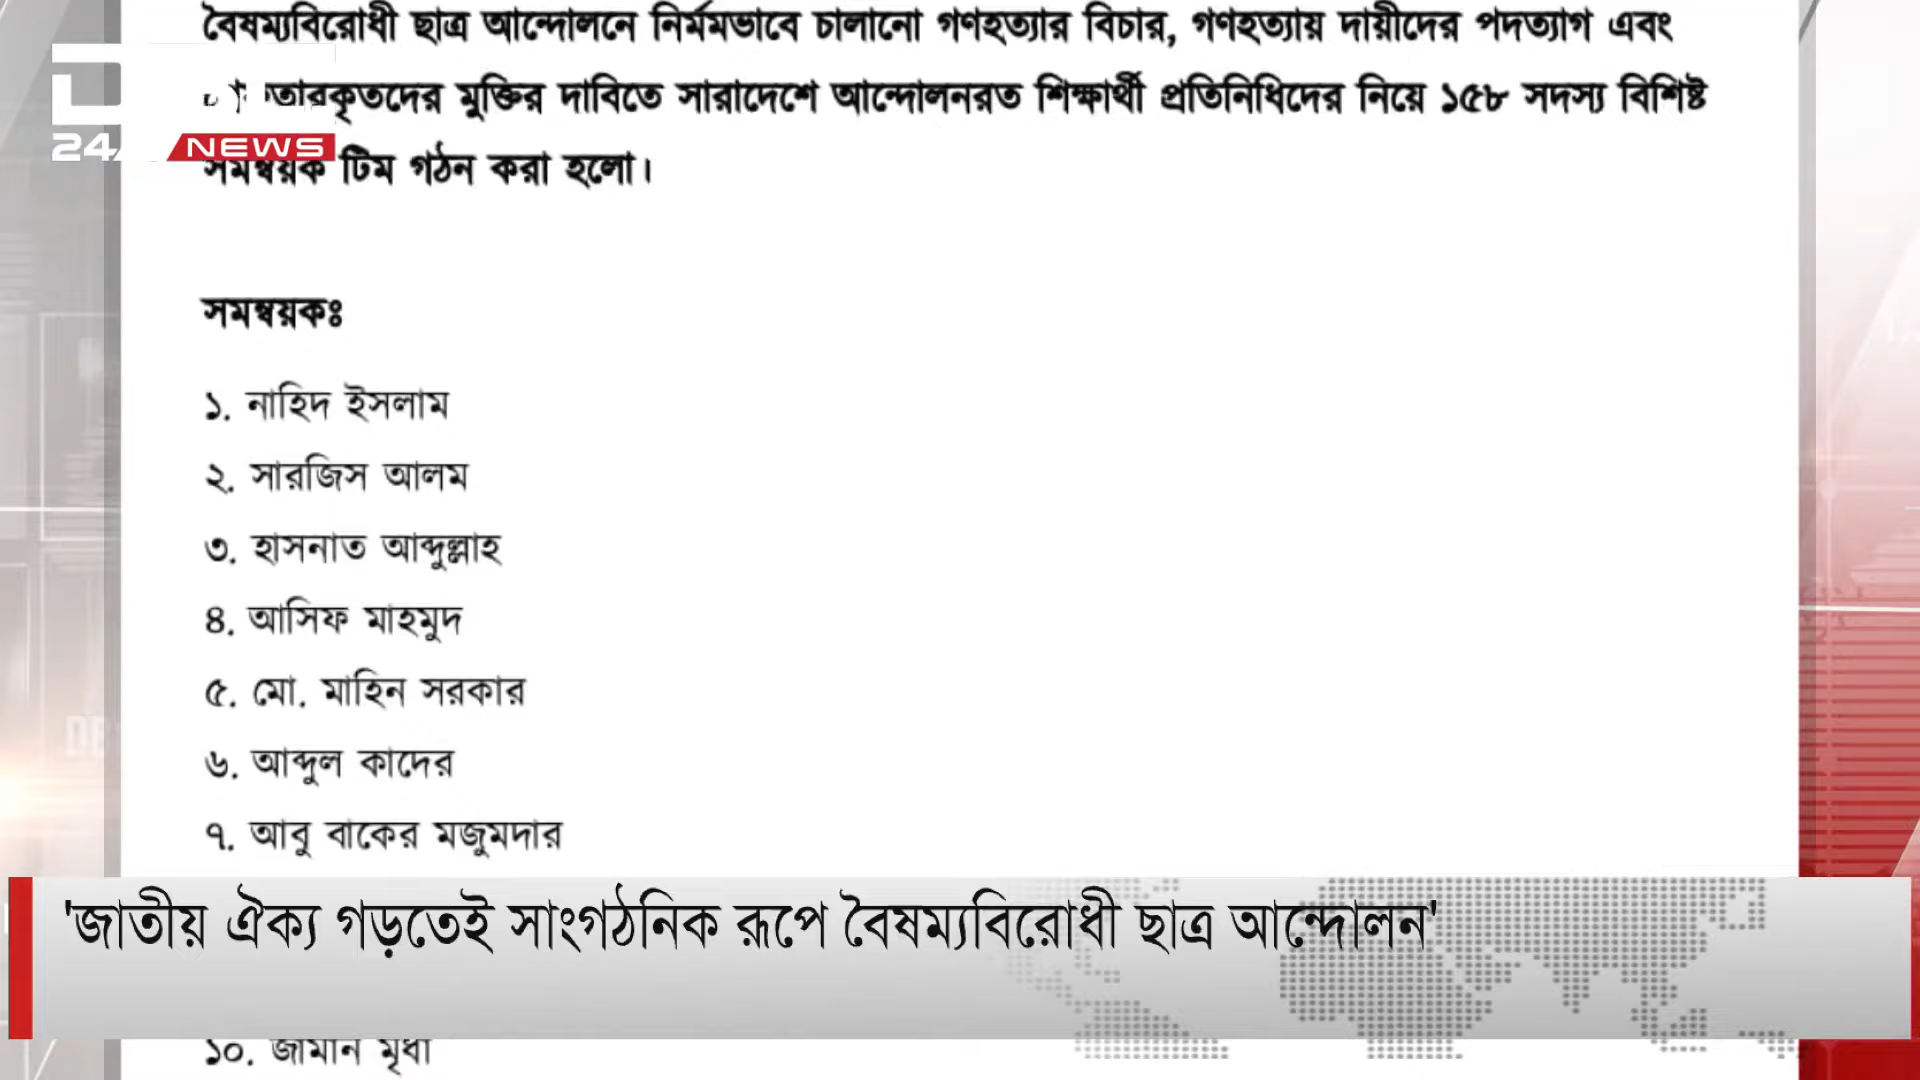 বৈষম্যবিরোধী ছাত্র আন্দোলনে নির্মমভাবে চালানো গণহত্যার বিচার, গণহত্যায় দায়ীদের পদত্যাগ এবং
তারকৃতদের মুক্তির দাবিতে সারাদেশে আন্দোলনরত শিক্ষার্থী প্রতিনিধিদের নিয়ে ১৫৮ সদস্য বিশিষ্ট
24/7 NEWS
সমন্বয়ক টিম গঠন করা হলো।
সমন্বয়কঃ
১. নাহিদ ইসলাম
২. সারজিস আলম
৩. হাসনাত আব্দুল্লাহ
৪. আসিফ মাহমুদ
৫. মো. মাহিন সরকার
৬. আব্দুল কাদের
৭. আবু বাকের মজুমদার
'জাতীয় ঐক্য গড়তেই সাংগঠনিক রূপে বৈষম্যবিরোধী ছাত্র আন্দোলন'
১০. জামান মৃধা